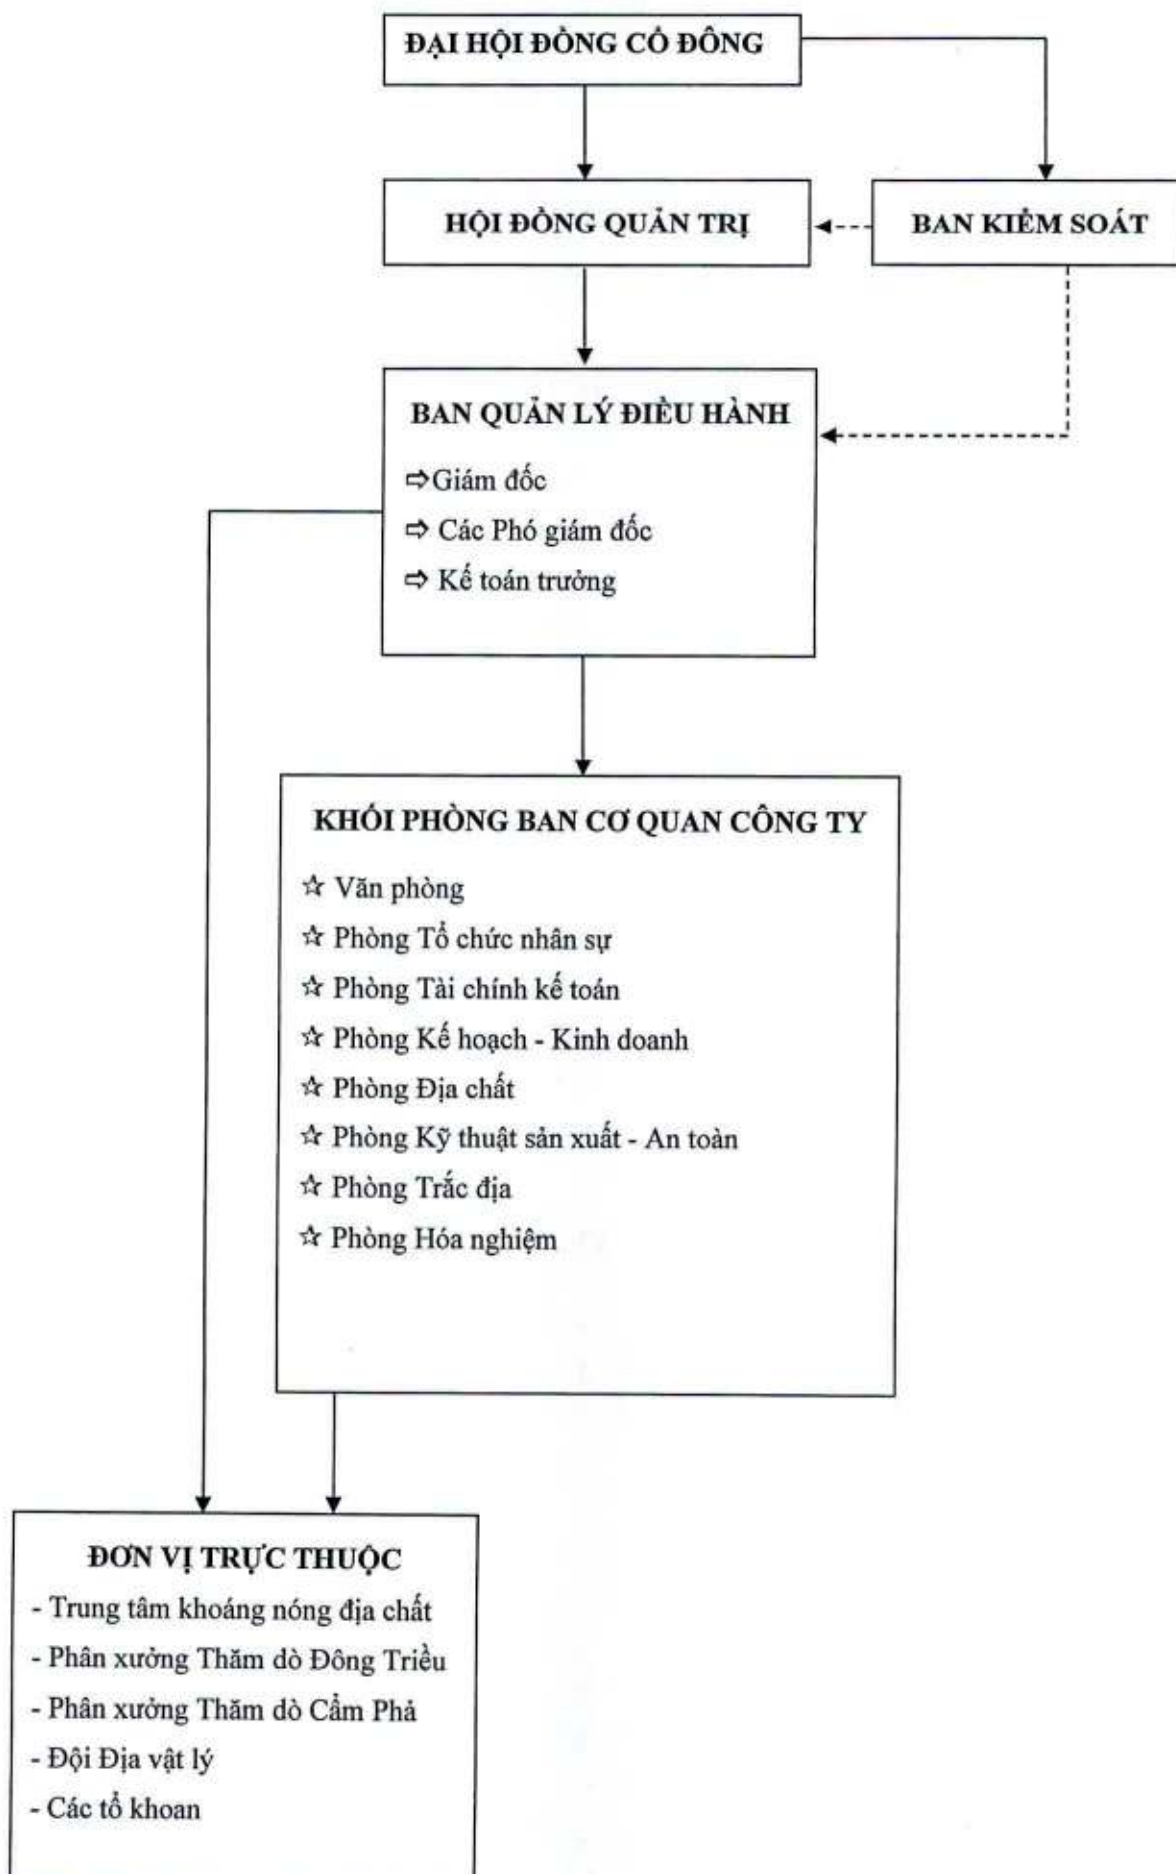 ĐẠI HỘI ĐỒNG CỔ ĐÔNG
HỘI ĐỒNG QUẢN TRỊ
BAN KIỂM SOÁT
BAN QUẢN LÝ ĐIỀU HÀNH
⇨Giám đốc
⇨ Các Phó giám đốc
⇨ Kế toán trưởng
KHỐI PHÒNG BAN CƠ QUAN CÔNG TY
☆ Văn phòng
☆ Phòng Tổ chức nhân sự
☆ Phòng Tài chính kế toán
☆ Phòng Kế hoạch - Kinh doanh
☆ Phòng Địa chất
☆ Phòng Kỹ thuật sản xuất - An toàn
☆ Phòng Trắc địa
☆ Phòng Hóa nghiệm
ĐƠN VỊ TRỰC THUỘC
- Trung tâm khoáng nóng địa chất
- Phân xưởng Thăm dò Đông Triều
- Phân xưởng Thăm dò Cẩm Phả
- Đội Địa vật lý
- Các tổ khoan